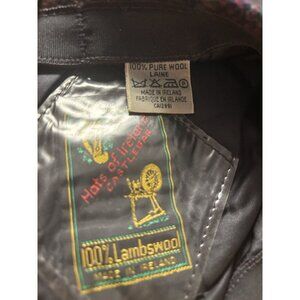 100% PURE WOOL
LAINE
MADE IN IRELAND
FABRIQUE EN IRLANDE
CA12991
Hats of Ireland
CASTLEBAR
100% Lambswool
MADE IN IRELAND